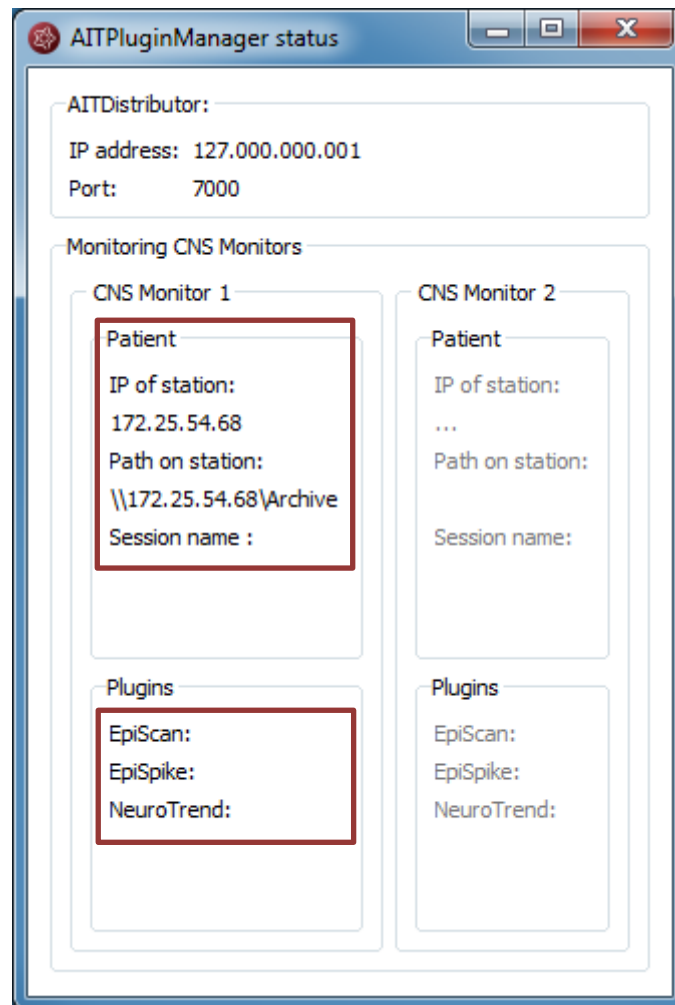 AITPluginManager status
AITDistributor:
IP address: 127.000.000.001
Port: 7000
Monitoring CNS Monitors
CNS Monitor 1
Patient
IP of station:
172.25.54.68
Path on station:
\\172.25.54.68\Archive
Session name :
Plugins
EpiScan:
EpiSpike:
NeuroTrend:
CNS Monitor 2
Patient
IP of station:
...
Path on station:
Session name:
Plugins
EpiScan:
EpiSpike:
NeuroTrend: